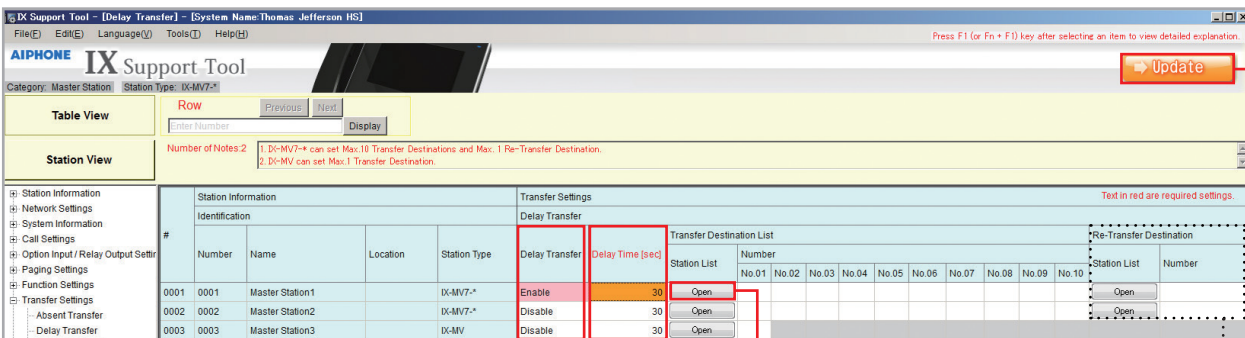 IX Support Tool - [Delay Transfer] - [System Name:Thomas Jefferson HS]
File(F) Edit(E) Language(V) Tools(T) Help(H)
Press F1 (or Fn + F1) key after selecting an item to view detailed explanation.
AIPHONE IX Support Tool
Update
Category: Master Station Station Type: IX-MV7-*
Table View
Row Previous Next
Enter Number Display
Station View
Number of Notes:2
1. IX-MV7-* can set Max.10 Transfer Destinations and Max. 1 Re-Transfer Destination.
2. IX-MV can set Max.1 Transfer Destination.
Station Information
Network Settings
System Information
Call Settings
Option Input / Relay Output Settin
Paging Settings
Function Settings
Transfer Settings
Absent Transfer
Delay Transfer
Station Information Transfer Settings Text in red are required settings.
Identification Delay Transfer
# Number Name Location Station Type Delay Transfer Delay Time [sec] Transfer Destination List Re-Transfer Destination
Station List Number Station List Number
No.01 No.02 No.03 No.04 No.05 No.06 No.07 No.08 No.09 No.10
0001 0001 Master Station1 IX-MV7-* Enable 30 Open Open
0002 0002 Master Station2 IX-MV7-* Disable 30 Open Open
0003 0003 Master Station3 IX-MV Disable 30 Open